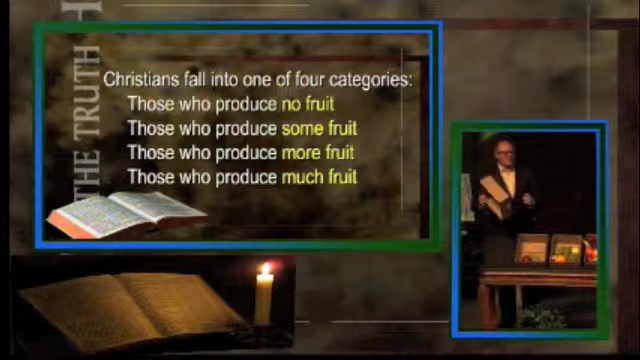 THE TRUTH
Christians fall into one of four categories:
Those who produce no fruit
Those who produce some fruit
Those who produce more fruit
Those who produce much fruit